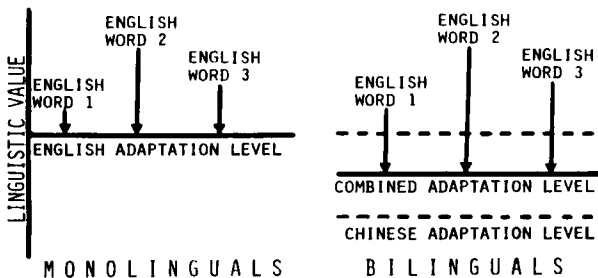 LINGUISTIC VALUE
ENGLISH
WORD 1
ENGLISH
WORD 2
ENGLISH
WORD 3
ENGLISH ADAPTATION LEVEL
MONOLINGUALS
ENGLISH
WORD 1
ENGLISH
WORD 2
ENGLISH
WORD 3
COMBINED ADAPTATION LEVEL
CHINESE ADAPTATION LEVEL
BILINGUALS